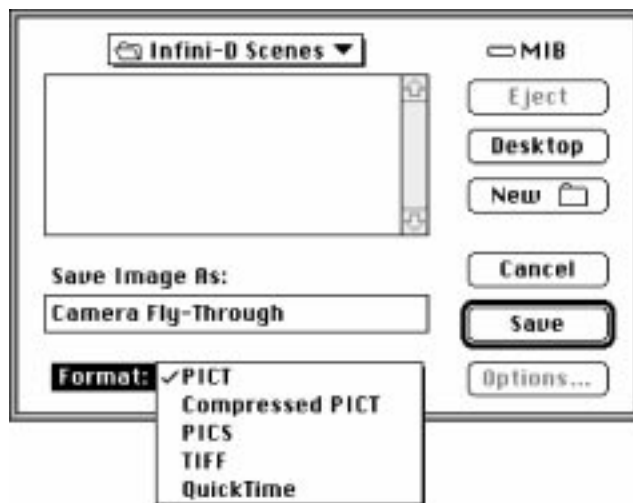 Infini-D Scenes
MIB
Eject
Desktop
New
Save Image As:
Camera Fly-Through
Cancel
Save
Options...
Format:
PICT
Compressed PICT
PICS
TIFF
QuickTime